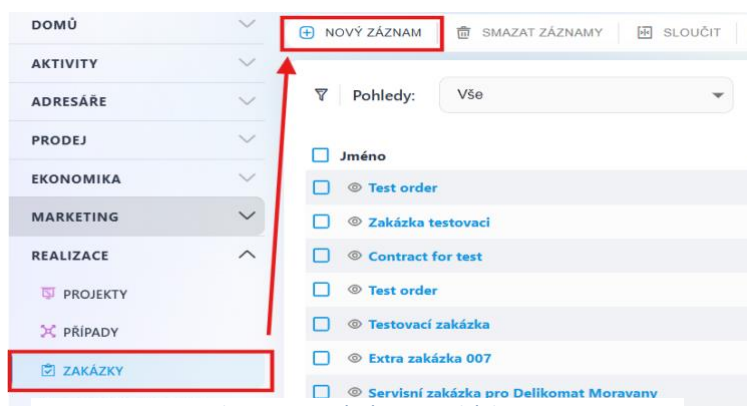 DOMŮ
AKTIVITY
ADRESÁŘE
PRODEJ
EKONOMIKA
MARKETING
REALIZACE
PROJEKTY
PŘÍPADY
ZAKÁZKY
NOVÝ ZÁZNAM SMAZAT ZÁZNAMY SLOUČIT
Pohledy: Vše
Jméno
Test order
Zakázka testovaci
Contract for test
Test order
Testovací zakázka
Extra zakázka 007
Servisní zakázka pro Delikomat Moravany